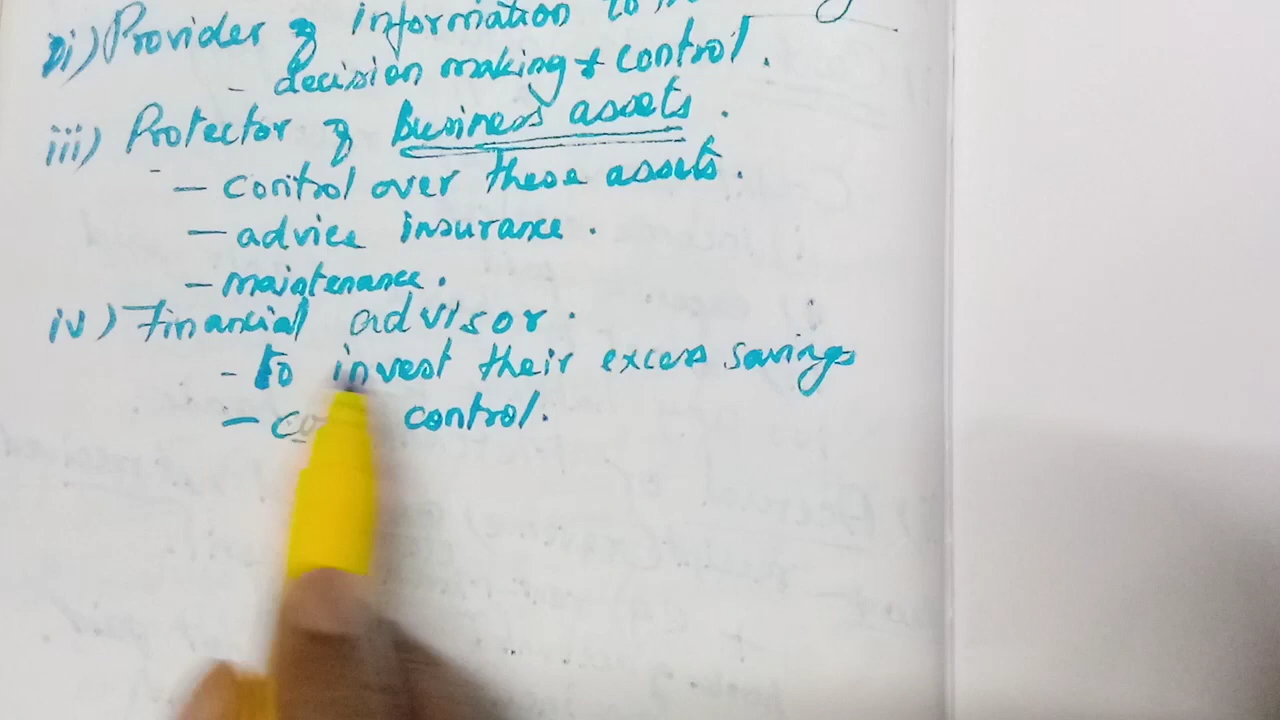 ii) Provider of information to
- decision making & control.
iii) Protector of business assets.
- control over these assets.
- advice insurance.
- maintenance.
iv) Financial advisor.
- to invest their excess savings
- control.